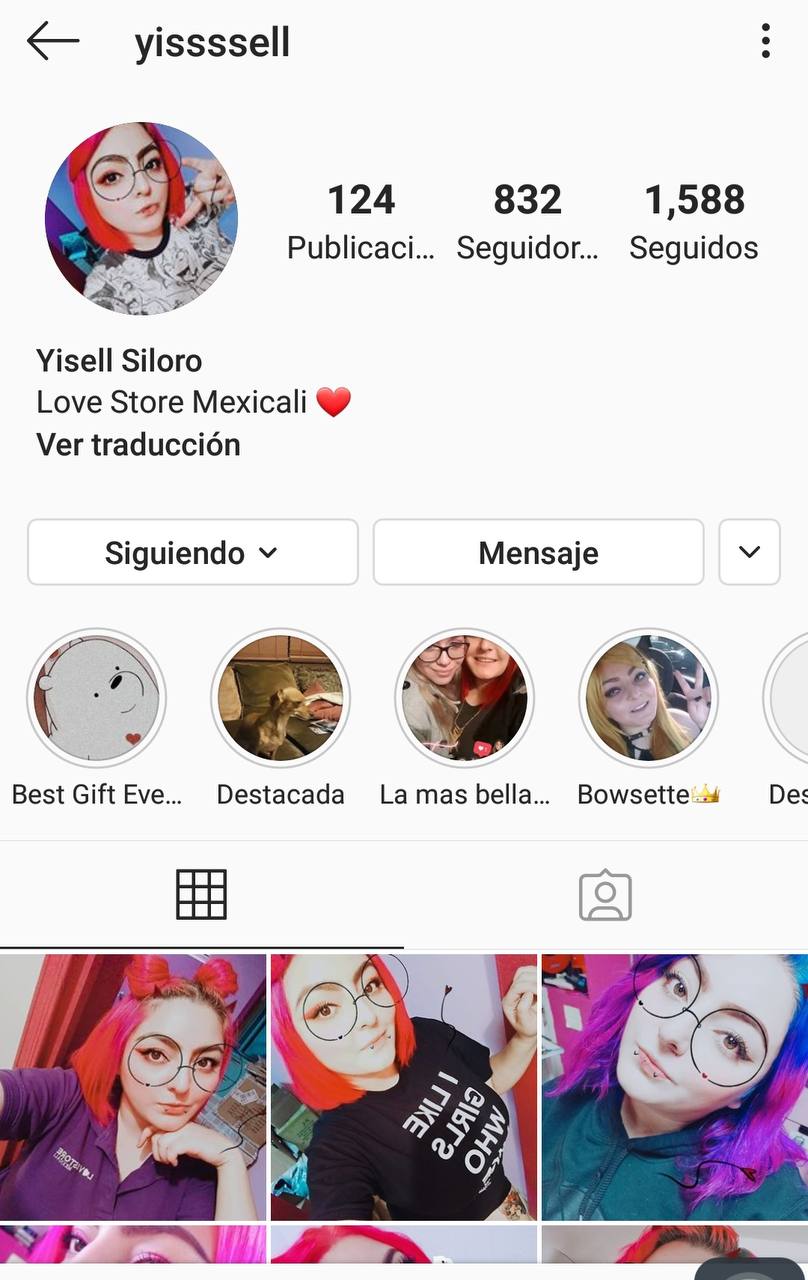 yissssell
124 832 1,588
Publicaci... Seguidor... Seguidos
Yisell Siloro
Love Store Mexicali ❤️
Ver traducción
Siguiendo Mensaje
Best Gift Eve... Destacada La mas bella... Bowsette👑 Des
LOVESTORE
I LIKE
GIRLS
WHO